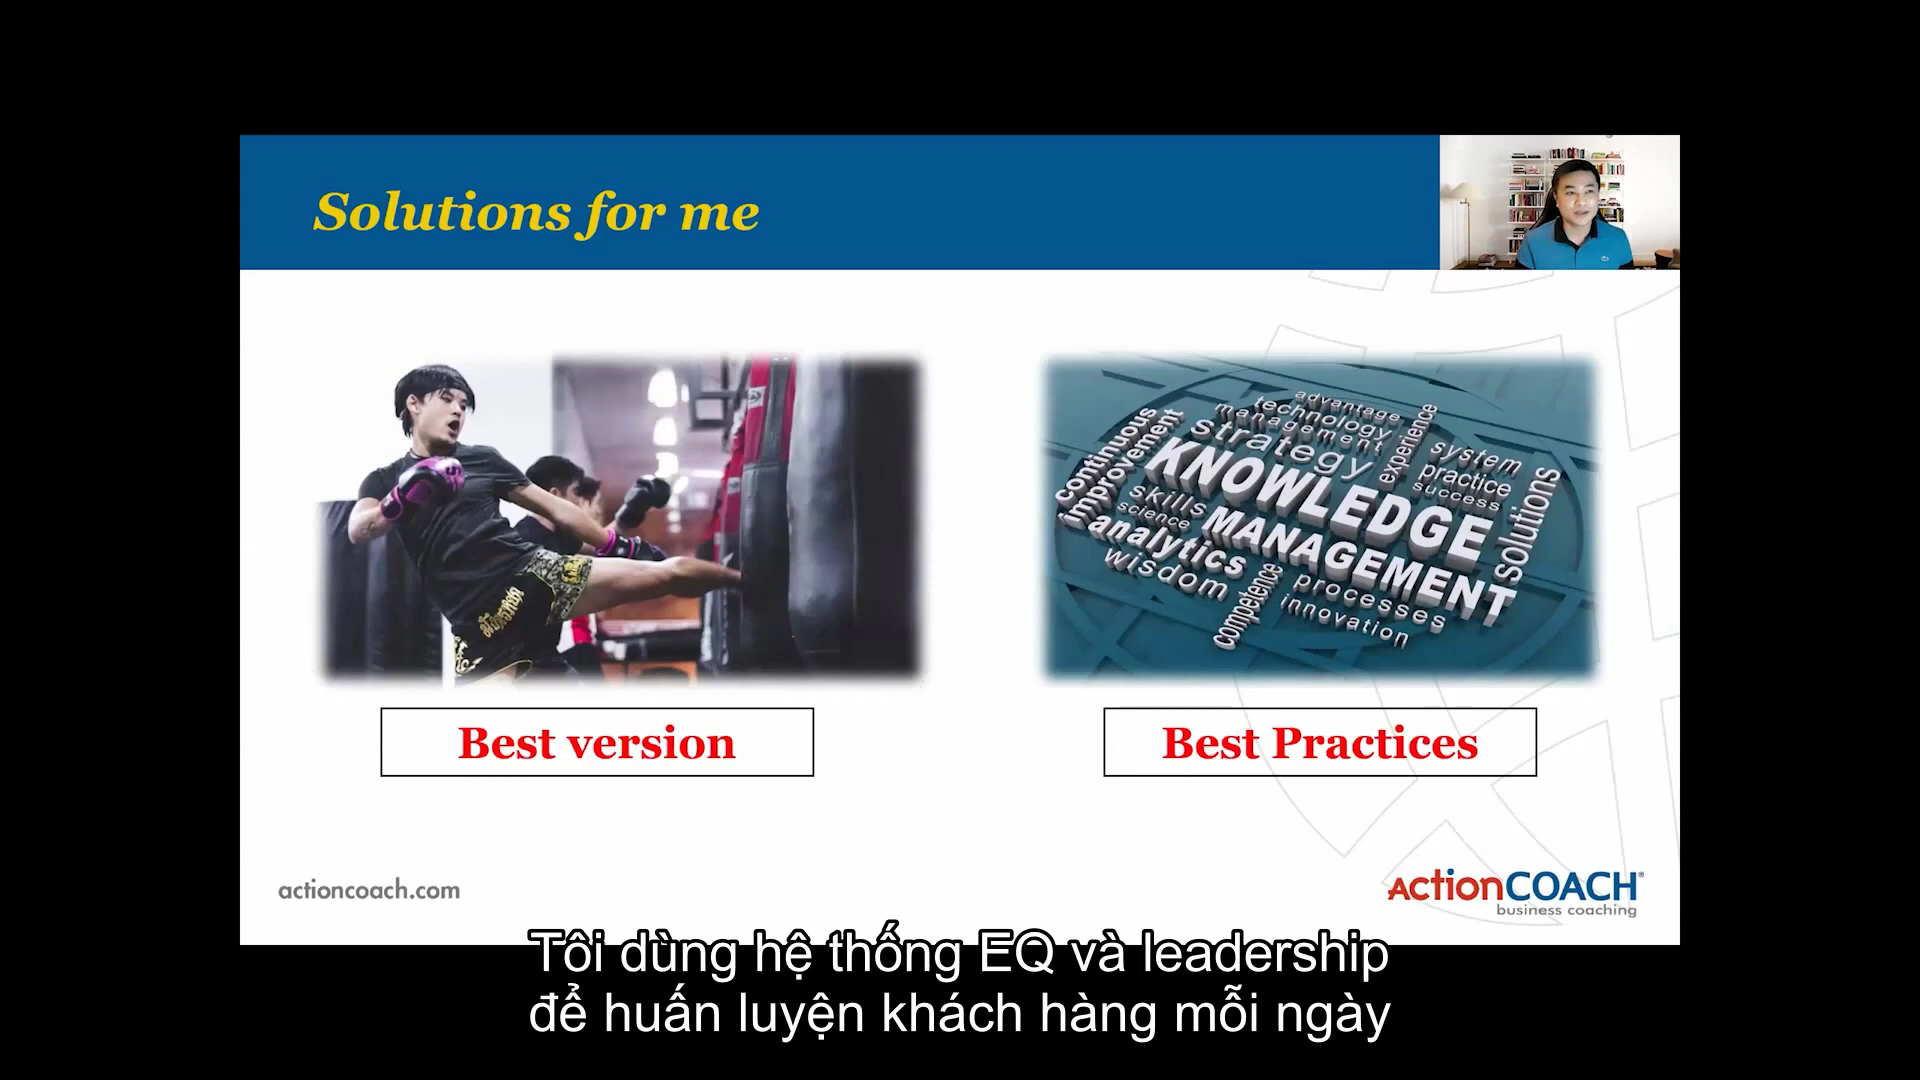 Solutions for me
advantage
technology
management
strategy
continuous
improvement
experience
system
practice
success
solutions
KNOWLEDGE
MANAGEMENT
skills
science
analytics
wisdom
competence
processes
innovation
Best version
Best Practices
actioncoach.com
actionCOACH®
business coaching
Tôi dùng hệ thống EQ và leadership
để huấn luyện khách hàng mỗi ngày